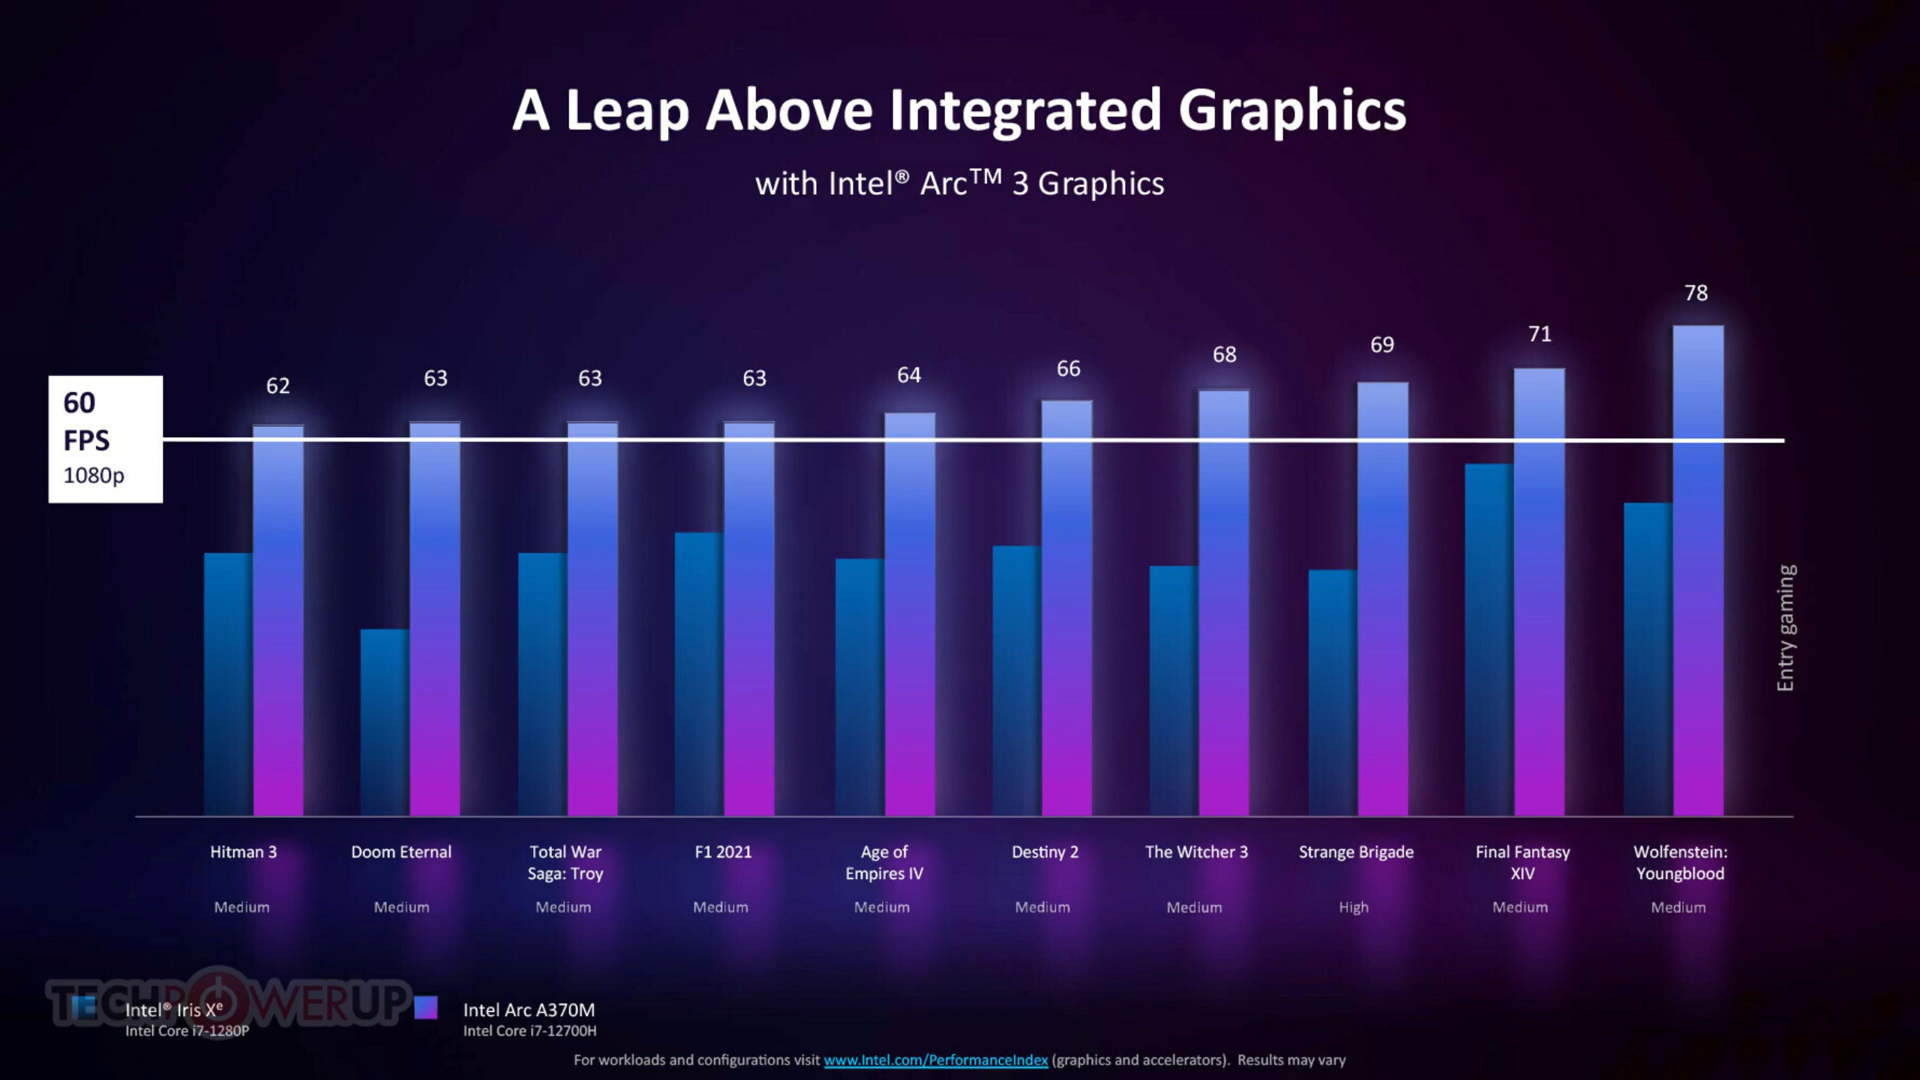 A Leap Above Integrated Graphics
with Intel® Arc™ 3 Graphics
60
FPS
1080p
62
63
63
63
64
66
68
69
71
78
Entry gaming
Hitman 3
Medium
Doom Eternal
Medium
Total War
Saga: Troy
Medium
F1 2021
Medium
Age of
Empires IV
Medium
Destiny 2
Medium
The Witcher 3
Medium
Strange Brigade
High
Final Fantasy
XIV
Medium
Wolfenstein:
Youngblood
Medium
TECHPOWERUP
Intel® Iris Xᵉ
Intel Core i7-1280P
Intel Arc A370M
Intel Core i7-12700H
For workloads and configurations visit www.Intel.com/PerformanceIndex (graphics and accelerators). Results may vary